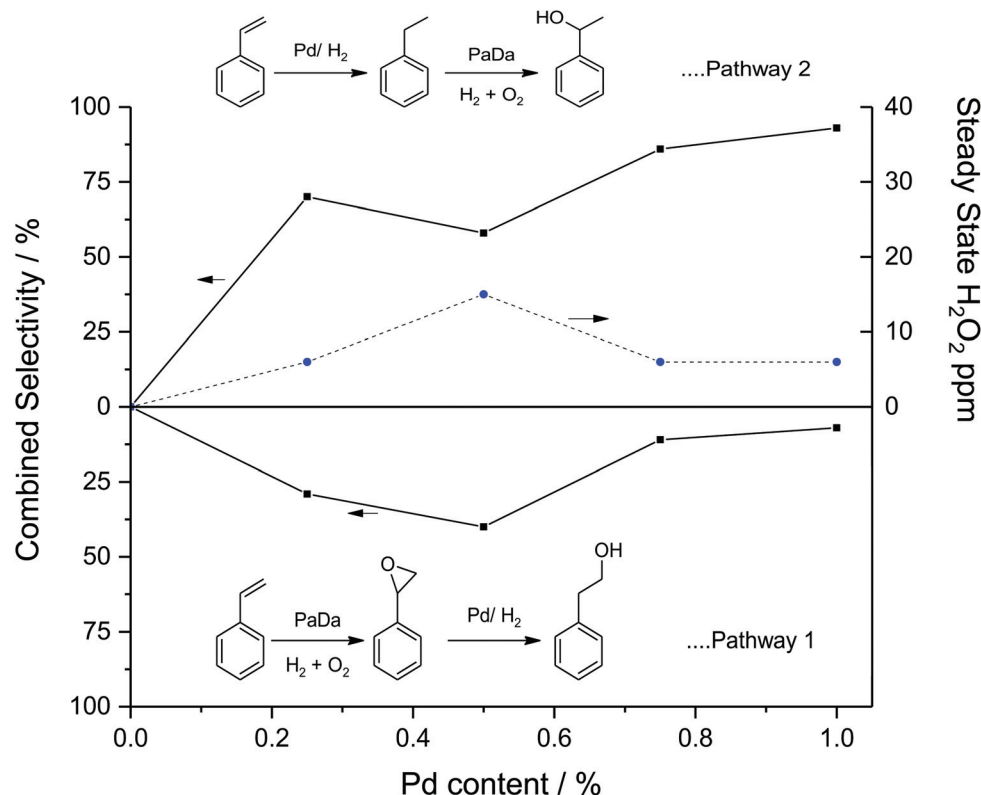 HO
Pd/ H₂
PaDa
H₂ + O₂
....Pathway 2
100
75
50
25
0
25
50
75
100
Combined Selectivity / %
40
30
20
10
0
Steady State H₂O₂ ppm
O
OH
PaDa
H₂ + O₂
Pd/ H₂
....Pathway 1
0.0 0.2 0.4 0.6 0.8 1.0
Pd content / %